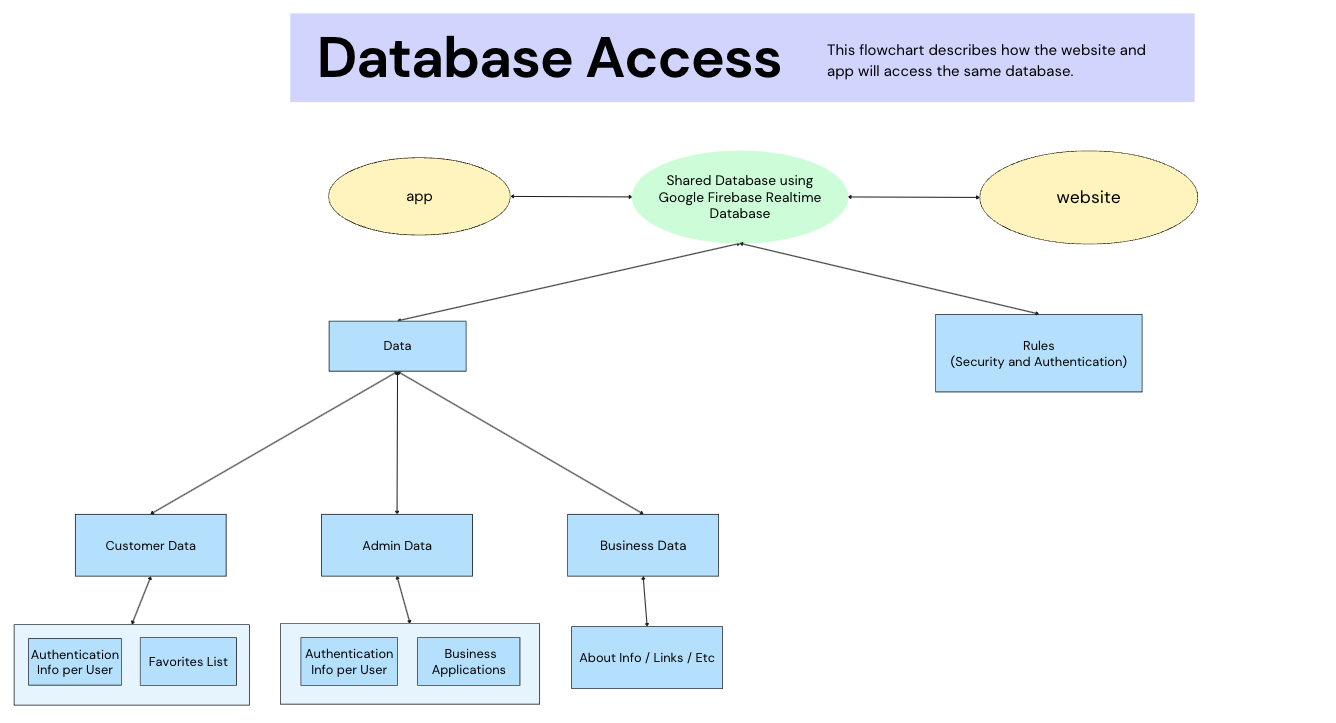 Database Access
This flowchart describes how the website and
app will access the same database.
app
Shared Database using
Google Firebase Realtime
Database
website
Data
Rules
(Security and Authentication)
Customer Data
Admin Data
Business Data
Authentication
Info per User
Favorites List
Authentication
Info per User
Business
Applications
About Info / Links / Etc